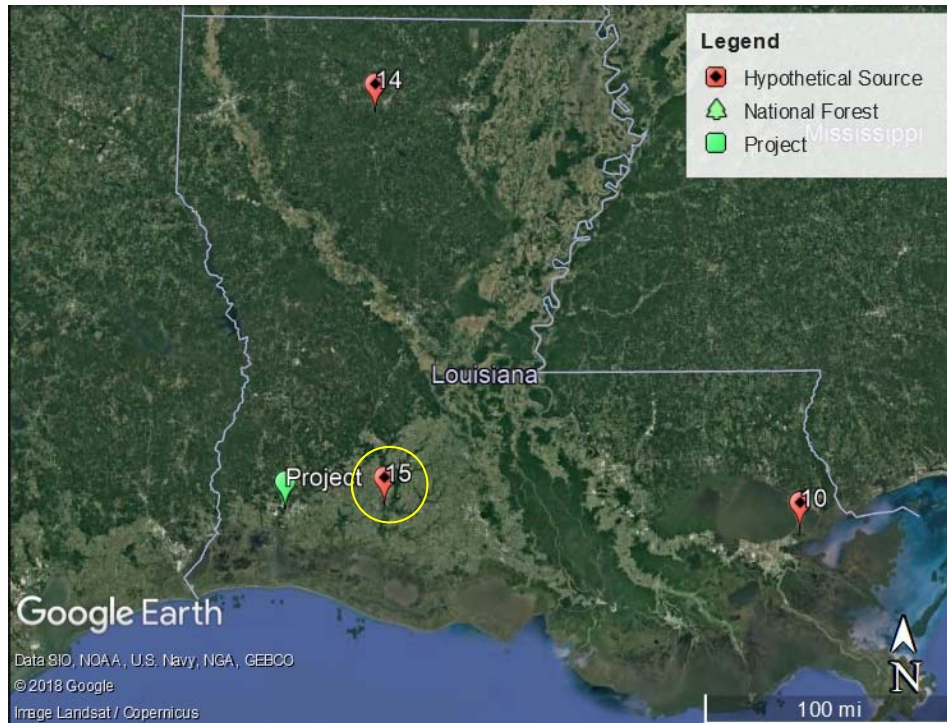 Legend
Hypothetical Source
National Forest
Project
Mississippi
14
Louisiana
Project
15
10
Google Earth
Data SIO, NOAA, U.S. Navy, NGA, GEBCO
© 2018 Google
Image Landsat / Copernicus
N
100 mi